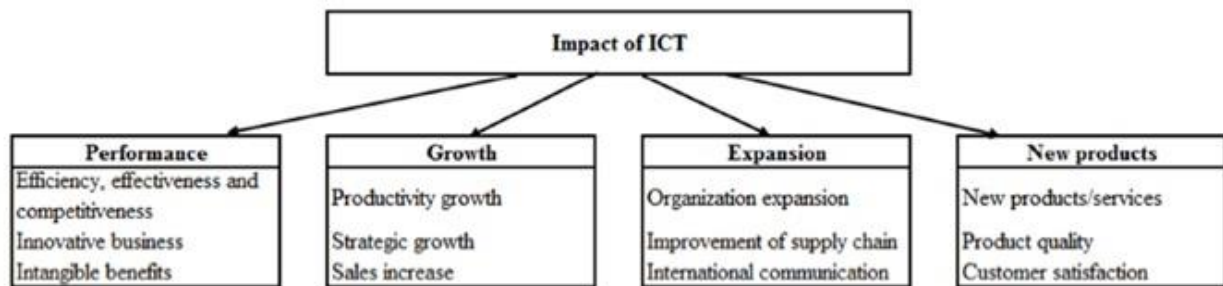 Impact of ICT
Performance
Efficiency, effectiveness and
competitiveness
Innovative business
Intangible benefits
Growth
Productivity growth
Strategic growth
Sales increase
Expansion
Organization expansion
Improvement of supply chain
International communication
New products
New products/services
Product quality
Customer satisfaction